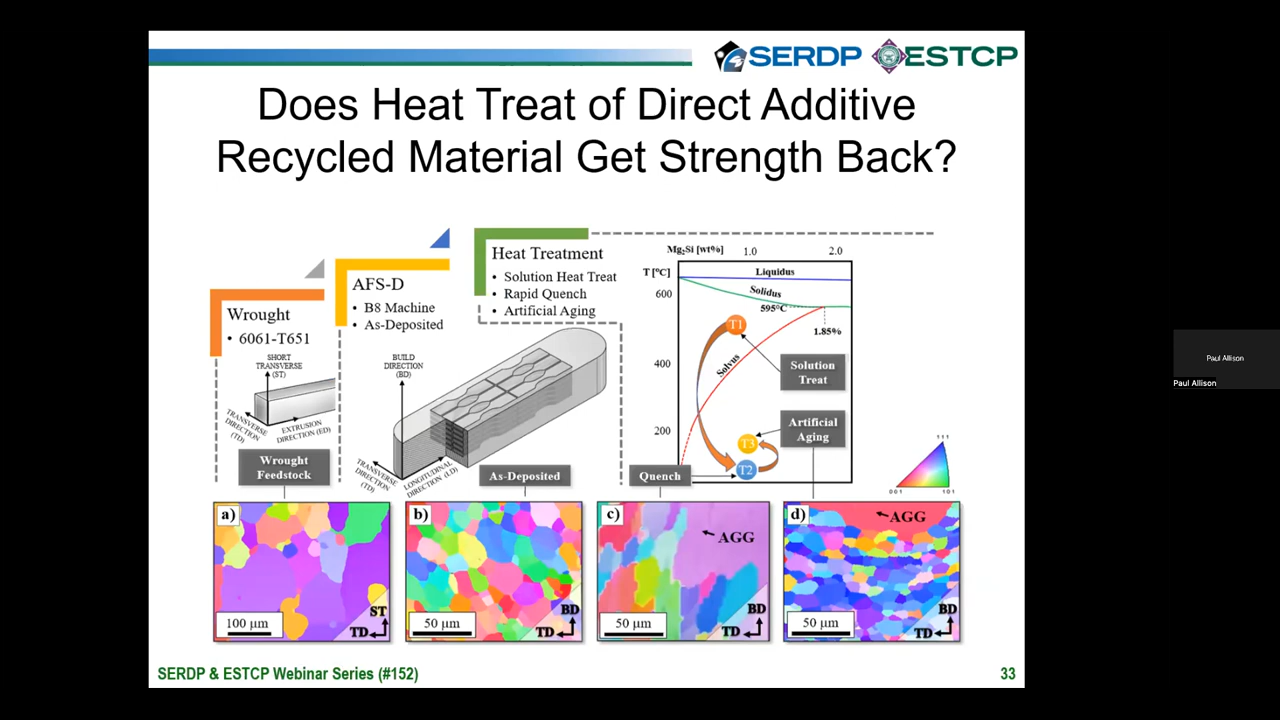 SERDP ESTCP
Does Heat Treat of Direct Additive
Recycled Material Get Strength Back?
Wrought
• 6061-T651
SHORT
TRANSVERSE
(ST)
TRANSVERSE
DIRECTION
(TD)
EXTRUSION
DIRECTION (ED)
Wrought
Feedstock
AFS-D
• B8 Machine
• As-Deposited
BUILD
DIRECTION
(BD)
TRANSVERSE
DIRECTION
(TD)
LONGITUDINAL
DIRECTION (LD)
As-Deposited
Heat Treatment
• Solution Heat Treat
• Rapid Quench
• Artificial Aging
Quench
Mg₂Si [wt%] 1.0 2.0
T [°C]
Liquidus
600
Solidus
595°C
1.85%
T1
Solvus
400
Solution
Treat
200
Artificial
Aging
T3
T2
111
001 101
a)
100 μm
ST
TD
b)
50 μm
BD
TD
c)
AGG
50 μm
BD
TD
d)
AGG
50 μm
BD
TD
SERDP & ESTCP Webinar Series (#152)
33
Paul Allison
Paul Allison